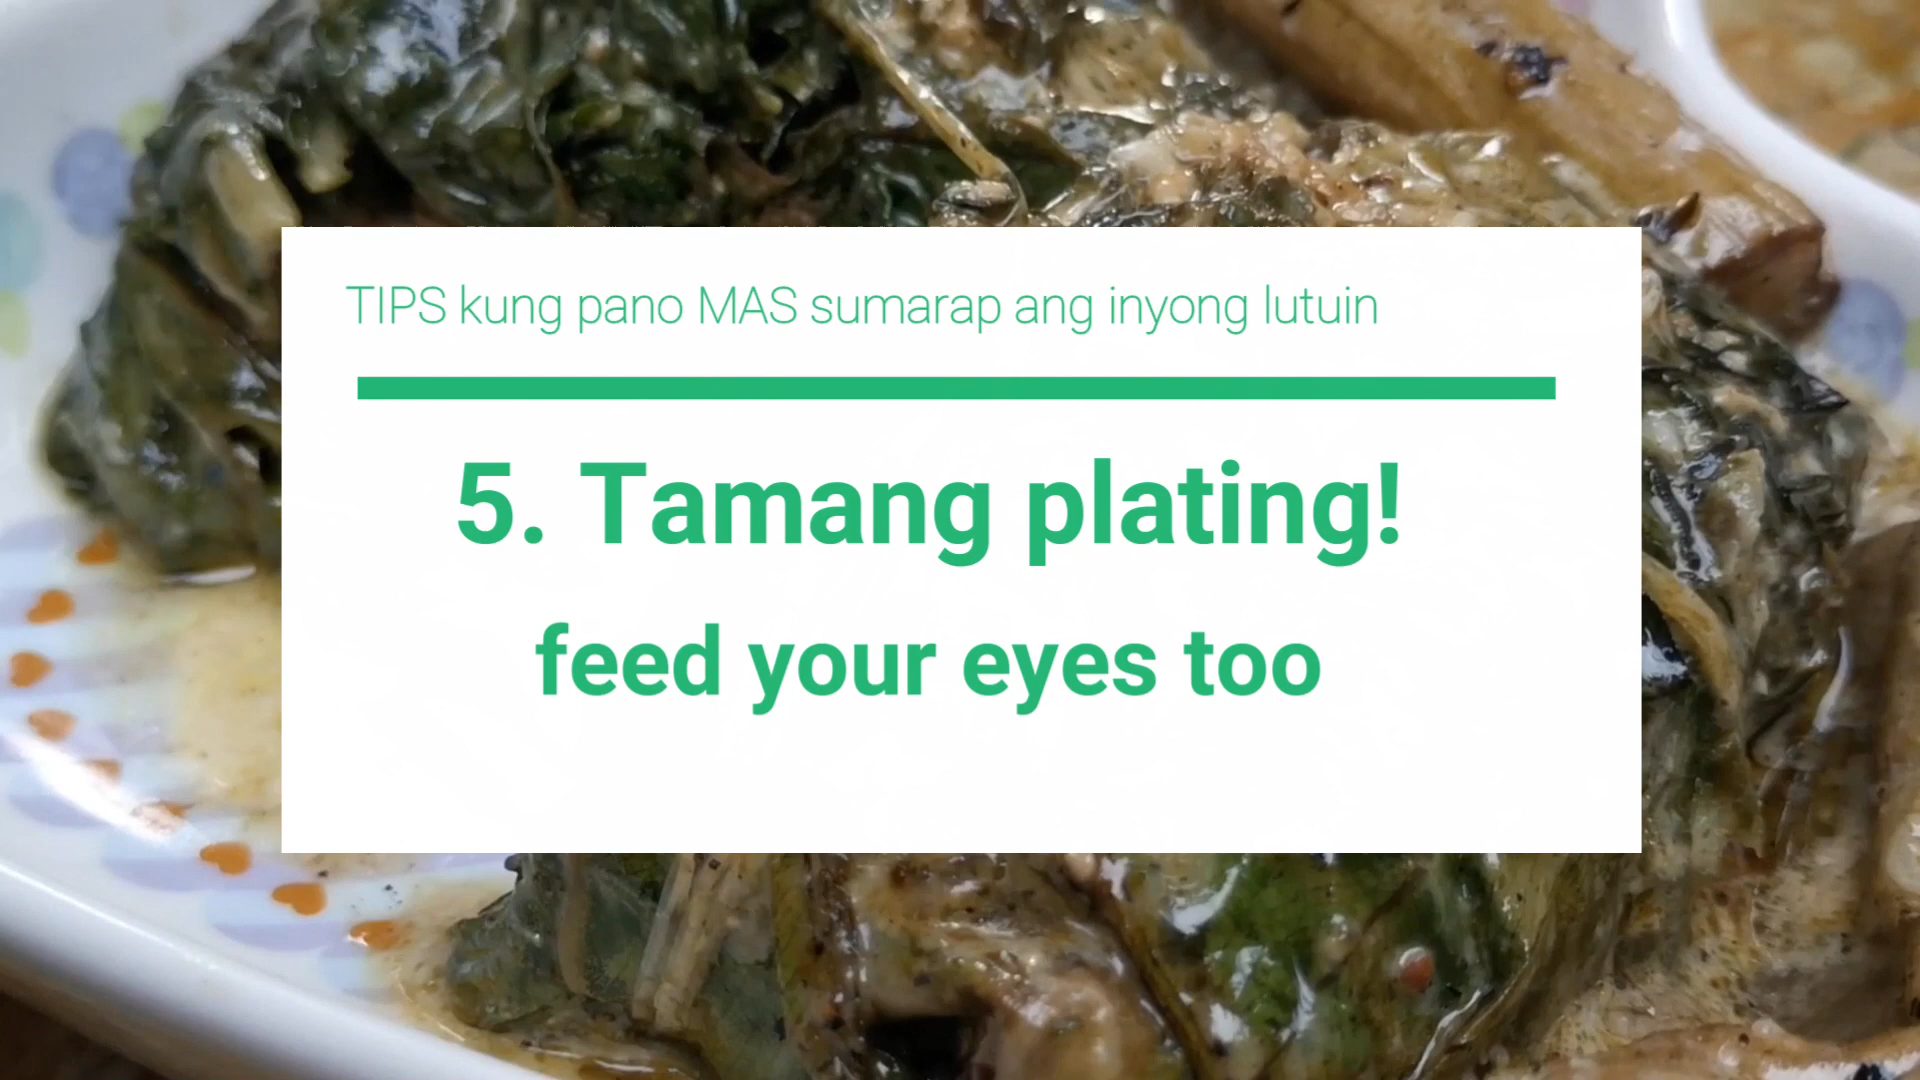 TIPS kung pano MAS sumarap ang inyong lutuin
5. Tamang plating!
feed your eyes too